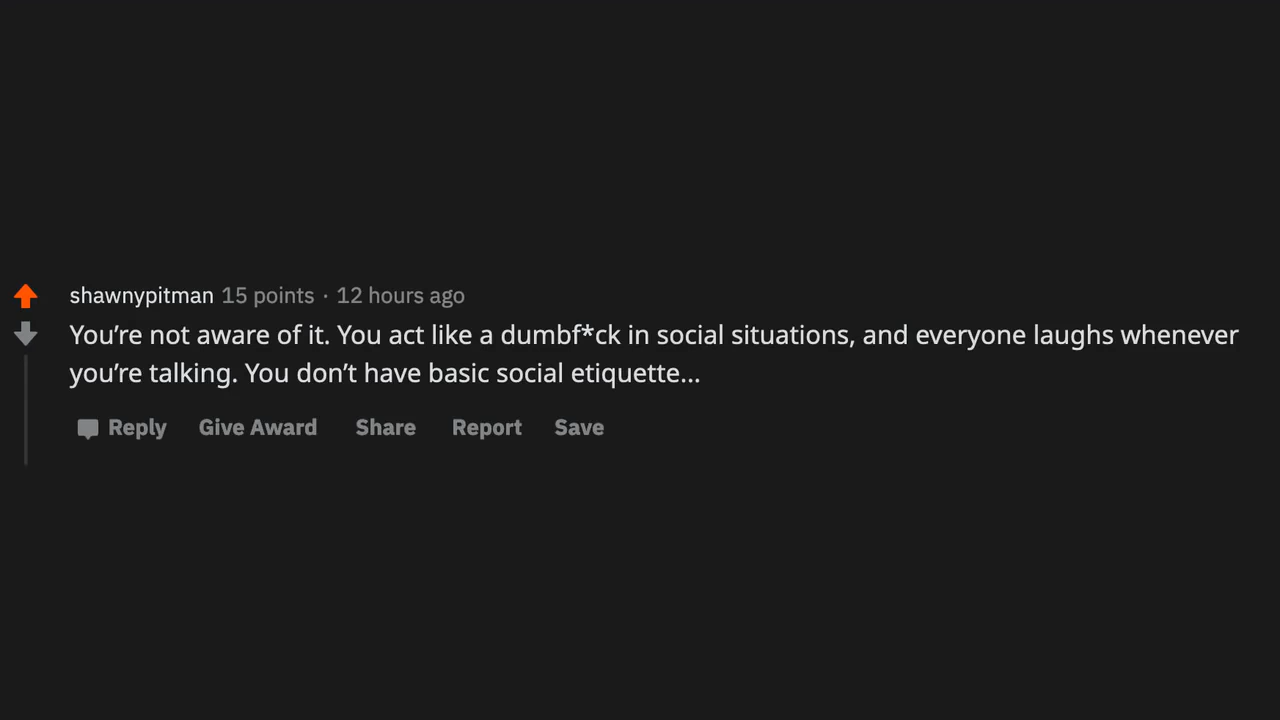 shawnypitman 15 points · 12 hours ago
You’re not aware of it. You act like a dumbf*ck in social situations, and everyone laughs whenever
you’re talking. You don’t have basic social etiquette...
Reply Give Award Share Report Save